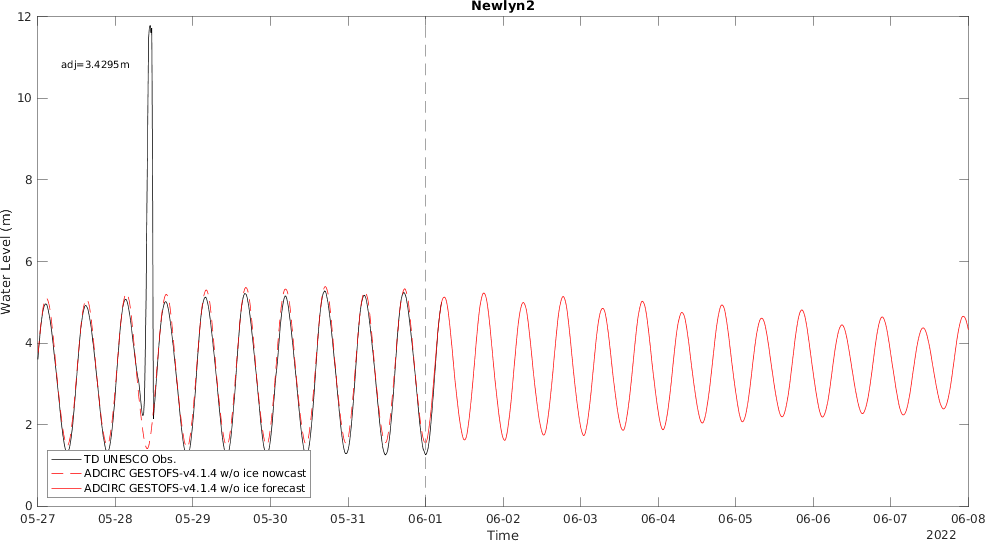 Newlyn2
12
10
8
6
4
2
0
Water Level (m)
adj=3.4295m
TD UNESCO Obs.
ADCIRC GESTOFS-v4.1.4 w/o ice nowcast
ADCIRC GESTOFS-v4.1.4 w/o ice forecast
05-27 05-28 05-29 05-30 05-31 06-01 06-02 06-03 06-04 06-05 06-06 06-07 06-08
Time
2022